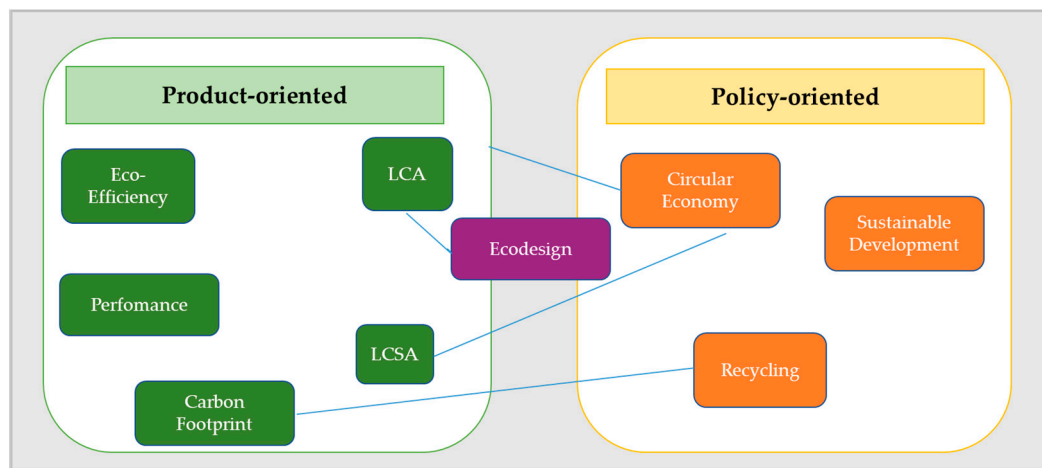 Product-oriented
Eco-
Efficiency
LCA
Perfomance
LCSA
Carbon
Footprint
Ecodesign
Policy-oriented
Circular
Economy
Sustainable
Development
Recycling